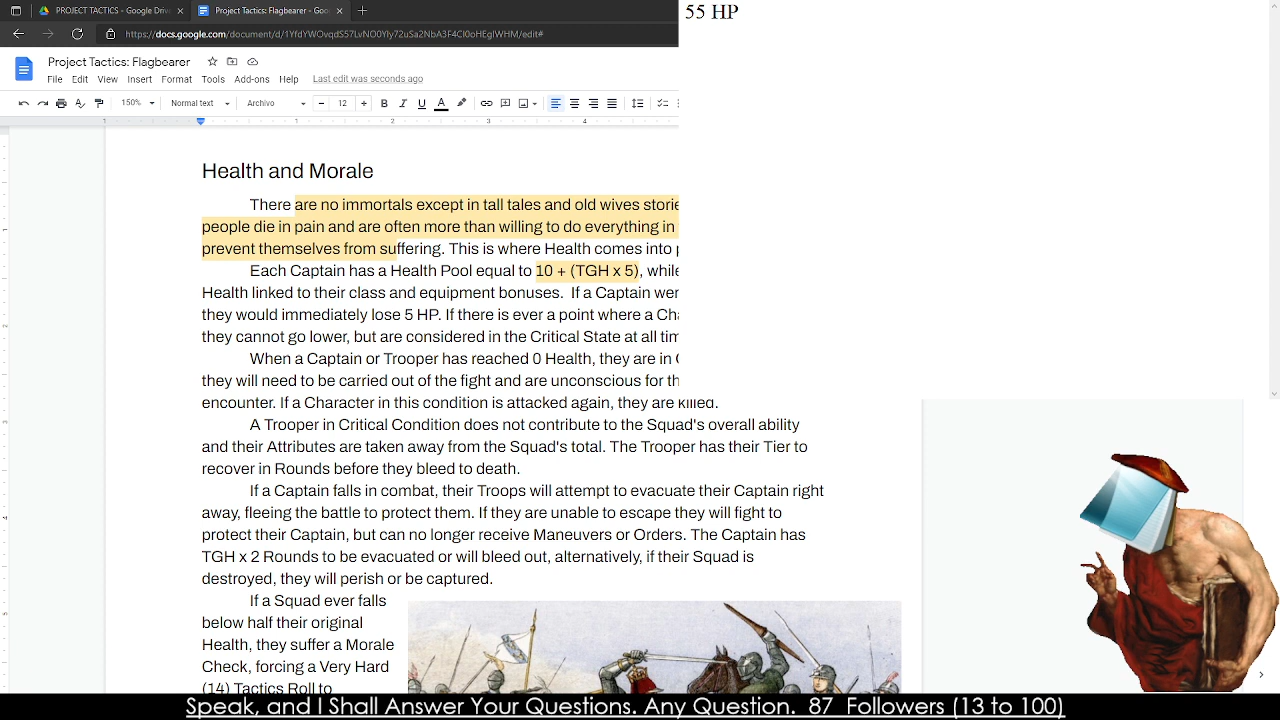 PROJECT TACTICS - Google Drive
Project Tactics: Flagbearer - Goo
https://docs.google.com/document/d/1YfdYWOvqdS57LvNO0Yiy72uSa2NbA3F4CI0oHEgIWHM/edit#
55 HP
Project Tactics: Flagbearer
File Edit View Insert Format Tools Add-ons Help Last edit was seconds ago
150% Normal text Archivo 12 B I U A
1 1 2 3 4
Health and Morale
There are no immortals except in tall tales and old wives storie
people die in pain and are often more than willing to do everything in
prevent themselves from suffering. This is where Health comes into
Each Captain has a Health Pool equal to 10 + (TGH x 5), while
Health linked to their class and equipment bonuses. If a Captain wer
they would immediately lose 5 HP. If there is ever a point where a Cha
they cannot go lower, but are considered in the Critical State at all tim
When a Captain or Trooper has reached 0 Health, they are in
they will need to be carried out of the fight and are unconscious for th
encounter. If a Character in this condition is attacked again, they are killed.
A Trooper in Critical Condition does not contribute to the Squad's overall ability
and their Attributes are taken away from the Squad's total. The Trooper has their Tier to
recover in Rounds before they bleed to death.
If a Captain falls in combat, their Troops will attempt to evacuate their Captain right
away, fleeing the battle to protect them. If they are unable to escape they will fight to
protect their Captain, but can no longer receive Maneuvers or Orders. The Captain has
TGH x 2 Rounds to be evacuated or will bleed out, alternatively, if their Squad is
destroyed, they will perish or be captured.
If a Squad ever falls
below half their original
Health, they suffer a Morale
Check, forcing a Very Hard
(14) Tactics Roll to
Speak, and I Shall Answer Your Questions. Any Question. 87 Followers (13 to 100)